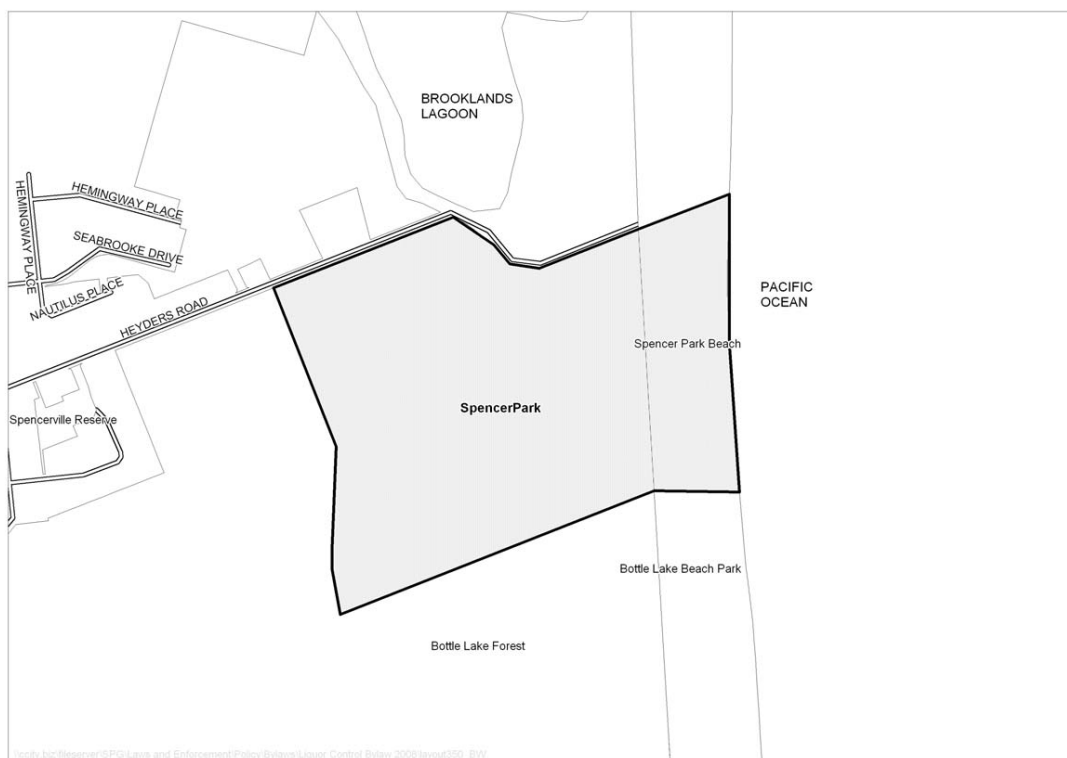 BROOKLANDS
LAGOON
HEMINGWAY PLACE
HEMINGWAY PLACE
SEABROOKE DRIVE
NAUTILUS PLACE
HEYDERS ROAD
PACIFIC
OCEAN
Spencer Park Beach
SpencerPark
Spencerville Reserve
Bottle Lake Beach Park
Bottle Lake Forest